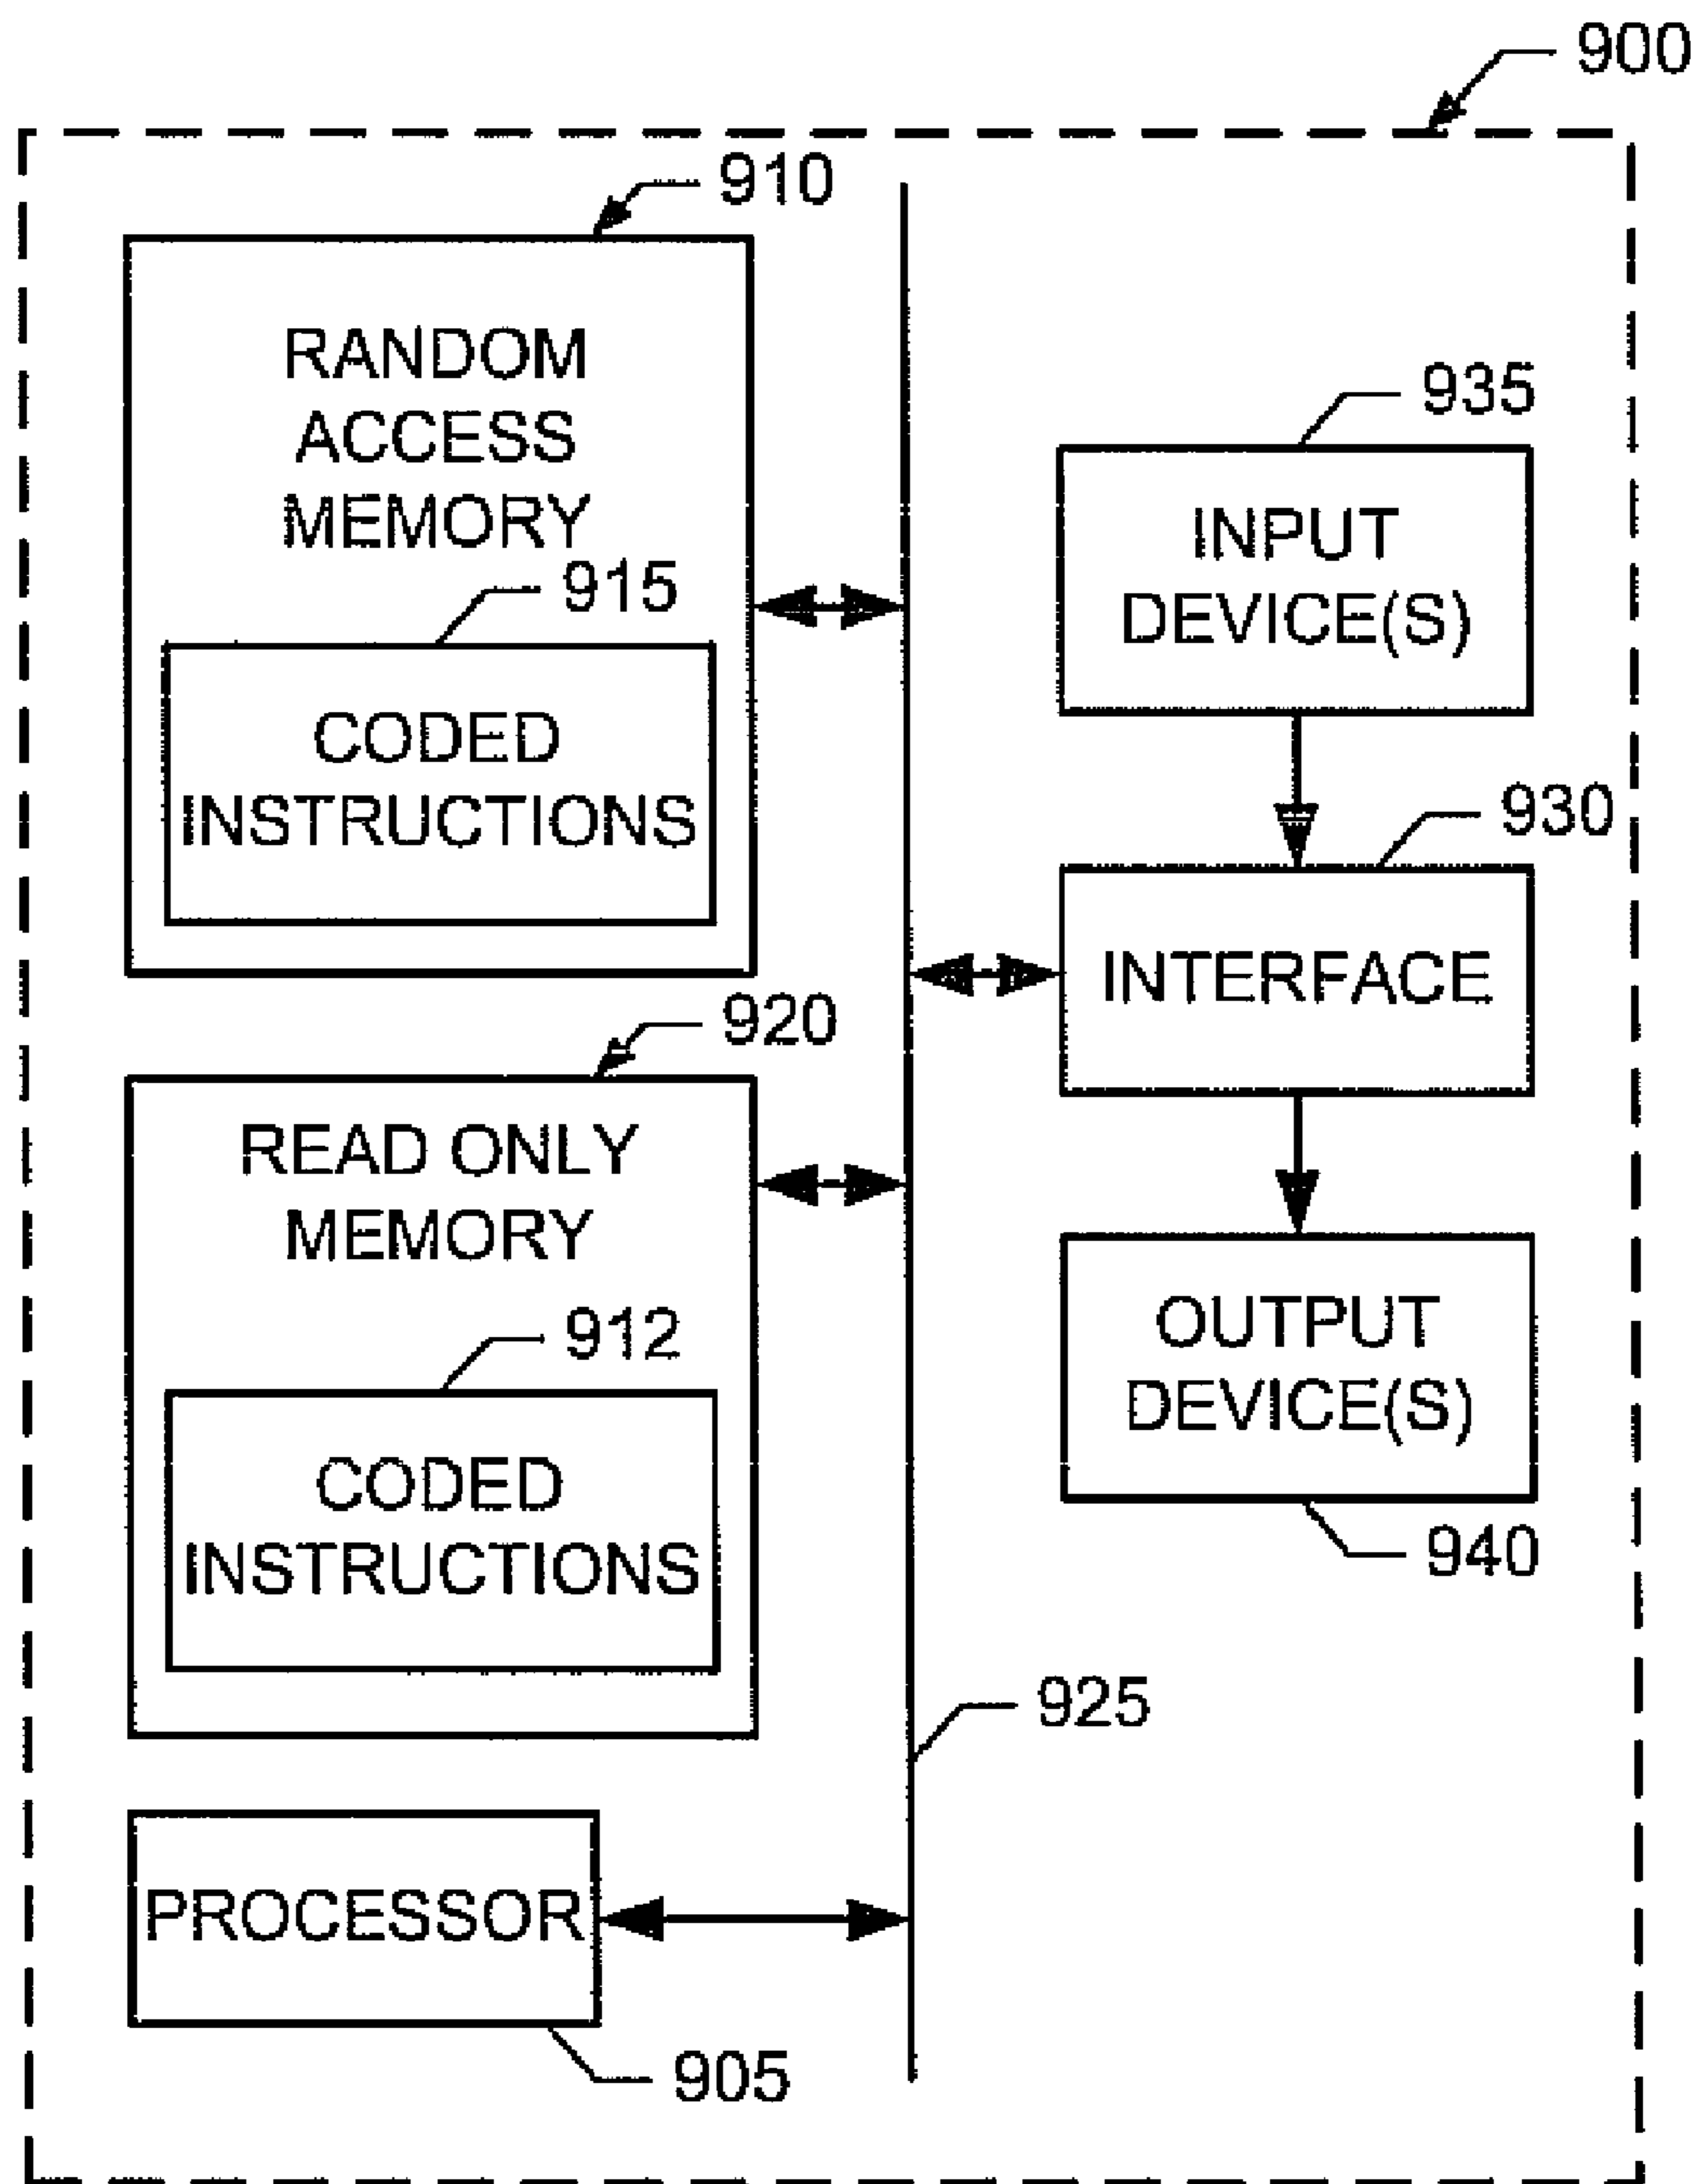 900
910
RANDOM
ACCESS
MEMORY
915
CODED
INSTRUCTIONS
920
READ ONLY
MEMORY
912
CODED
INSTRUCTIONS
PROCESSOR
905
925
935
INPUT
DEVICE(S)
930
INTERFACE
OUTPUT
DEVICE(S)
940